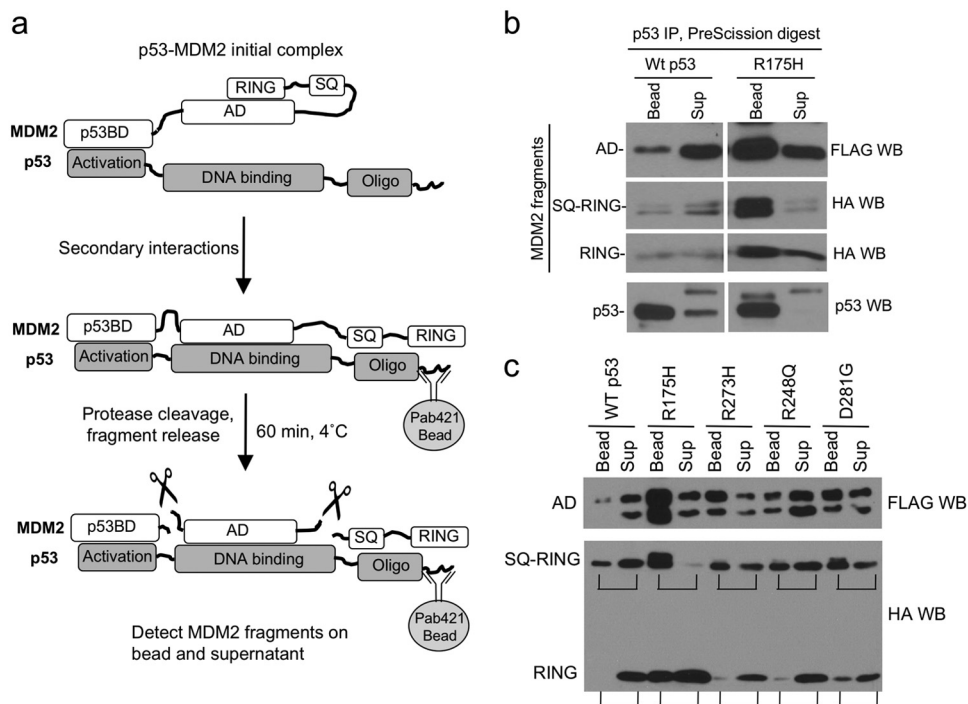 a
p53-MDM2 initial complex
RING
SQ
AD
MDM2
p53BD
p53
Activation
DNA binding
Oligo
Secondary interactions
MDM2
p53BD
AD
SQ
RING
p53
Activation
DNA binding
Oligo
Pab421
Bead
Protease cleavage,
fragment release
60 min, 4˚C
MDM2
p53BD
AD
SQ
RING
p53
Activation
DNA binding
Oligo
Pab421
Bead
Detect MDM2 fragments on
bead and supernatant
b
p53 IP, PreScission digest
Wt p53
R175H
Bead
Sup
Bead
Sup
MDM2 fragments
AD-
FLAG WB
SQ-RING-
HA WB
RING-
HA WB
p53-
p53 WB
c
WT p53
R175H
R273H
R248Q
D281G
Bead
Sup
Bead
Sup
Bead
Sup
Bead
Sup
Bead
Sup
AD
FLAG WB
SQ-RING
HA WB
RING